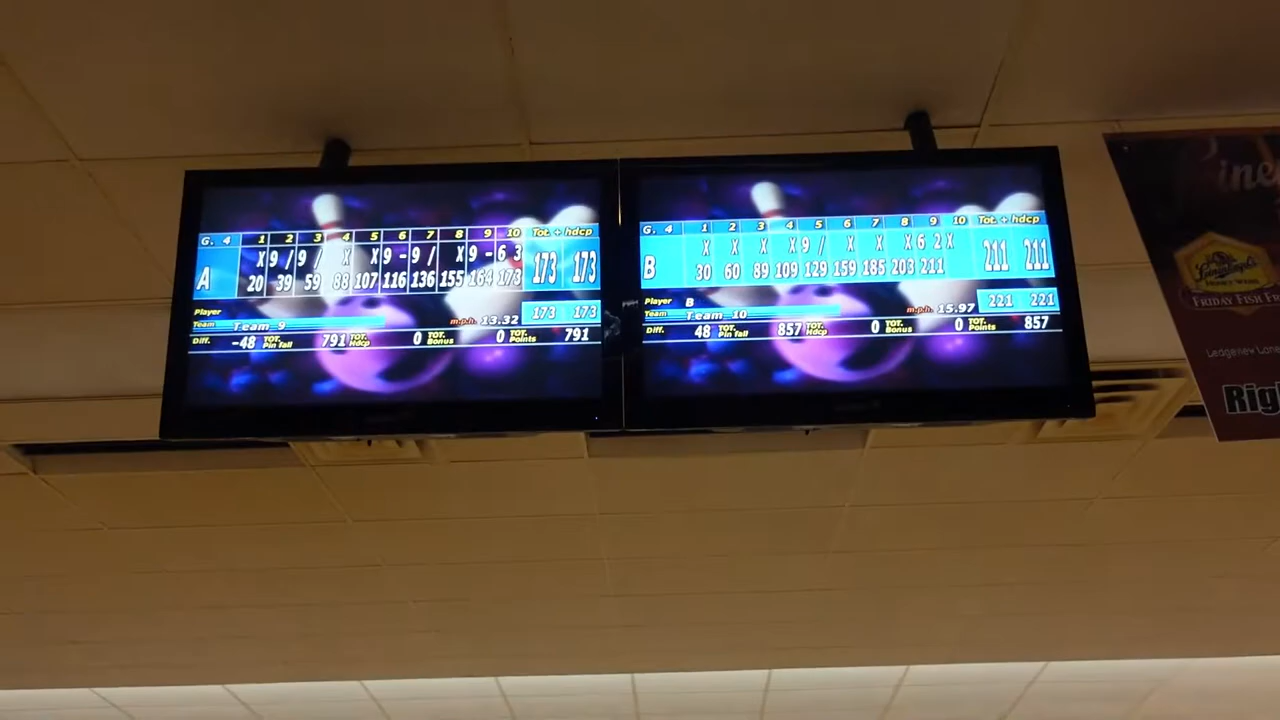 G. 4 1 2 3 4 5 6 7 8 9 10 Tot. + hdcp
A X 9 / 9 / X X 9 - 9 / X 9 - 6 3 173 173
20 39 59 88 107 116 136 155 164 173
Player 173 173
Team Team 9 m.p.h. 13.32
Diff. -48 TOT. Pin fall 791 TOT. Hdcp 0 TOT. Bonus 0 TOT. Points 791
G. 4 1 2 3 4 5 6 7 8 9 10 Tot. + hdcp
B X X X 9 / X X X 6 2 X 211 211
30 60 89 109 129 159 185 203 211
Player B 221 221
Team Team 10 m.p.h. 15.97
Diff. 48 TOT. Pin fall 857 TOT. Hdcp 0 TOT. Bonus 0 TOT. Points 857
Leinenkugel's
FRIDAY FISH